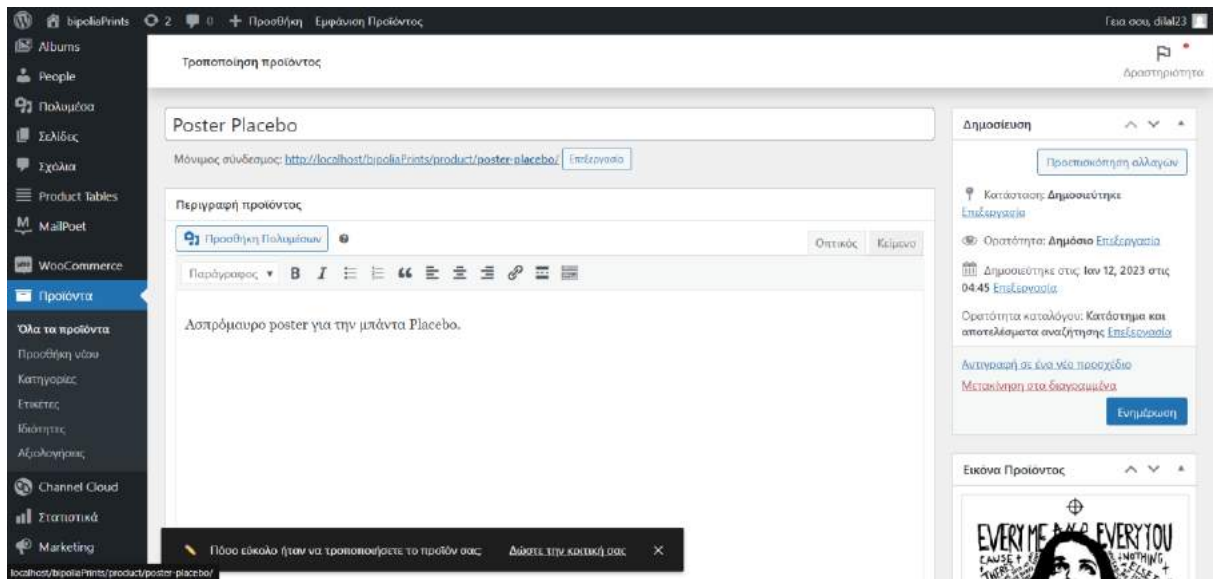 bipoliaPrints 2 0 + Προσθήκη Εμφάνιση Προϊόντος Γεια σου, dilal23
Albums
People
Πολυμέσα
Σελίδες
Σχόλια
Product Tables
MailPoet
WooCommerce
Προϊόντα
Όλα τα προϊόντα
Προσθήκη νέου
Κατηγορίες
Ετικέτες
Ιδιότητες
Αξιολογήσεις
Channel Cloud
Στατιστικά
Marketing
localhost/bipoliaPrints/product/poster-placebo/
Τροποποίηση προϊόντος
Δραστηριότητα
Poster Placebo
Μόνιμος σύνδεσμος: http://localhost/bipoliaPrints/product/poster-placebo/ Επεξεργασία
Περιγραφή προϊόντος
Προσθήκη Πολυμέσων
Οπτικός Κείμενο
Παράγραφος B I
Ασπρόμαυρο poster για την μπάντα Placebo.
Πόσο εύκολο ήταν να τροποποιήσετε το προϊόν σας; Δώστε την κριτική σας
Δημοσίευση
Προεπισκόπηση αλλαγών
Κατάσταση: Δημοσιεύτηκε
Επεξεργασία
Ορατότητα: Δημόσιο Επεξεργασία
Δημοσιεύτηκε στις: Ιαν 12, 2023 στις
04:45 Επεξεργασία
Ορατότητα καταλόγου: Κατάστημα και
αποτελέσματα αναζήτησης Επεξεργασία
Αντιγραφή σε ένα νέο προσχέδιο
Μετακίνηση στα διαγραμμένα
Ενημέρωση
Εικόνα Προϊόντος
EVERY ME AND EVERY YOU
CAUSE NOTHING
THERE'S ELSE